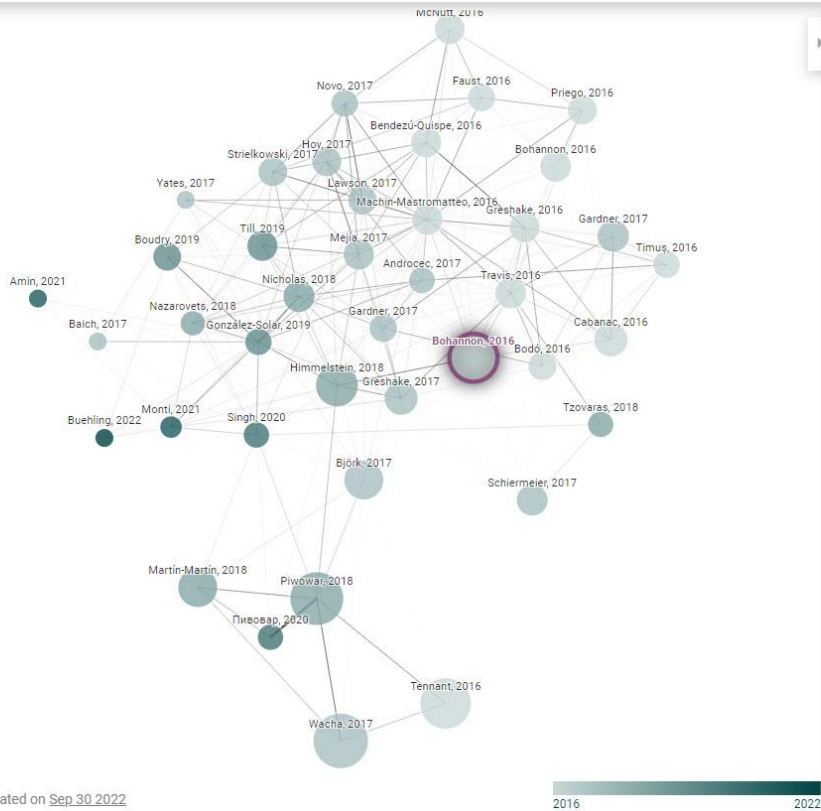 McNutt, 2016
Novo, 2017
Faust, 2016
Priego, 2016
Bendezú-Quispe, 2016
Hoy, 2017
Strielkowski, 2017
Bohannon, 2016
Yates, 2017
Lawson, 2017
Machin-Mastromatteo, 2016
Greshake, 2016
Gardner, 2017
Till, 2019
Boudry, 2019
Mejia, 2017
Timuş, 2016
Androcec, 2017
Amin, 2021
Nicholas, 2018
Travis, 2016
Nazarovets, 2018
Gardner, 2017
Baich, 2017
González-Solar, 2019
Cabanac, 2016
Bohannon, 2016
Bodó, 2016
Himmelstein, 2018
Greshake, 2017
Monti, 2021
Tzovaras, 2018
Buehling, 2022
Singh, 2020
Björk, 2017
Schiermeier, 2017
Martín-Martín, 2018
Piwowar, 2018
Пивовар, 2020
Tennant, 2016
Wacha, 2017
ated on Sep 30 2022
2016
2022